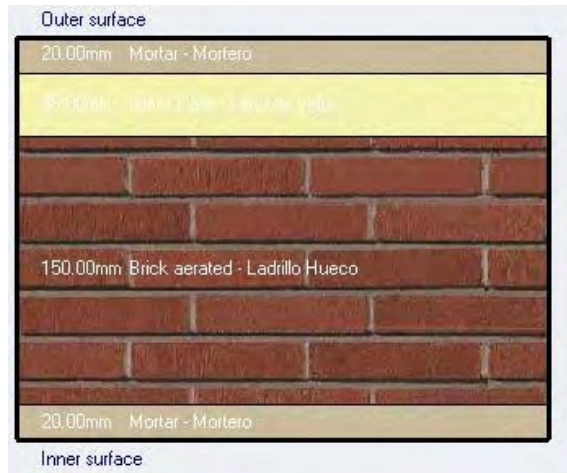 Outer surface
20.00mm Mortar - Mortero
150.00mm Brick aerated - Ladrillo Hueco
20.00mm Mortar - Mortero
Inner surface